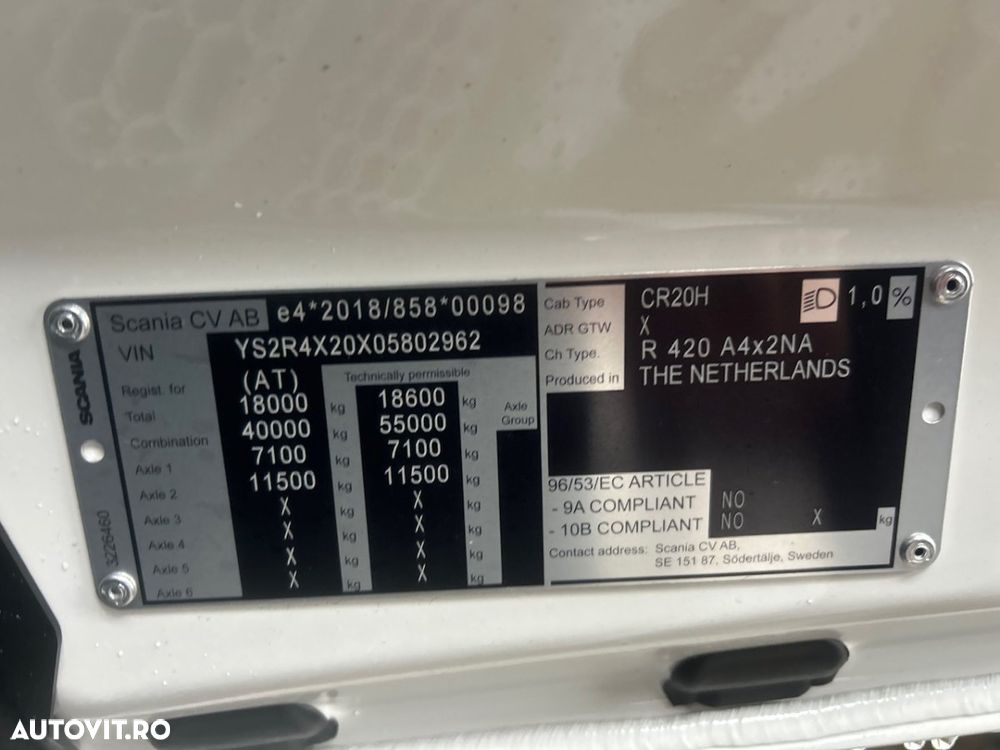 SCANIA
3226460
Scania CV AB e4*2018/858*00098
VIN YS2R4X20X05802962
Regist. for (AT) Technically permissible
Total 18000 kg 18600 kg Axle Group
Combination 40000 kg 55000 kg
Axle 1 7100 kg 7100 kg
Axle 2 11500 kg 11500 kg
Axle 3 X kg X kg
Axle 4 X kg X kg
Axle 5 X kg X kg
Axle 6 X kg X kg
Cab Type CR20H 1,0 %
ADR GTW X
Ch Type. R 420 A4x2NA
Produced in THE NETHERLANDS
96/53/EC ARTICLE
- 9A COMPLIANT NO
- 10B COMPLIANT NO X kg
Contact address: Scania CV AB,
SE 151 87, Södertälje, Sweden
AUTOVIT.RO